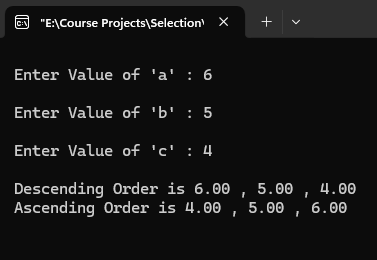 "E:\Course Projects\Selection\
Enter Value of 'a' : 6
Enter Value of 'b' : 5
Enter Value of 'c' : 4
Descending Order is 6.00 , 5.00 , 4.00
Ascending Order is 4.00 , 5.00 , 6.00